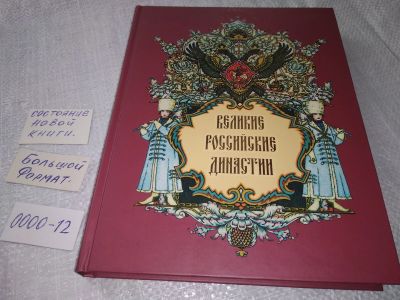 СОСТОЯНИЕ
НОВОЙ
КНИГИ.
БОЛЬШОЙ
ФОРМАТ.
0000-12
ВЕЛИКИЕ
РОССИЙСКИЕ
ДИНАСТИИ